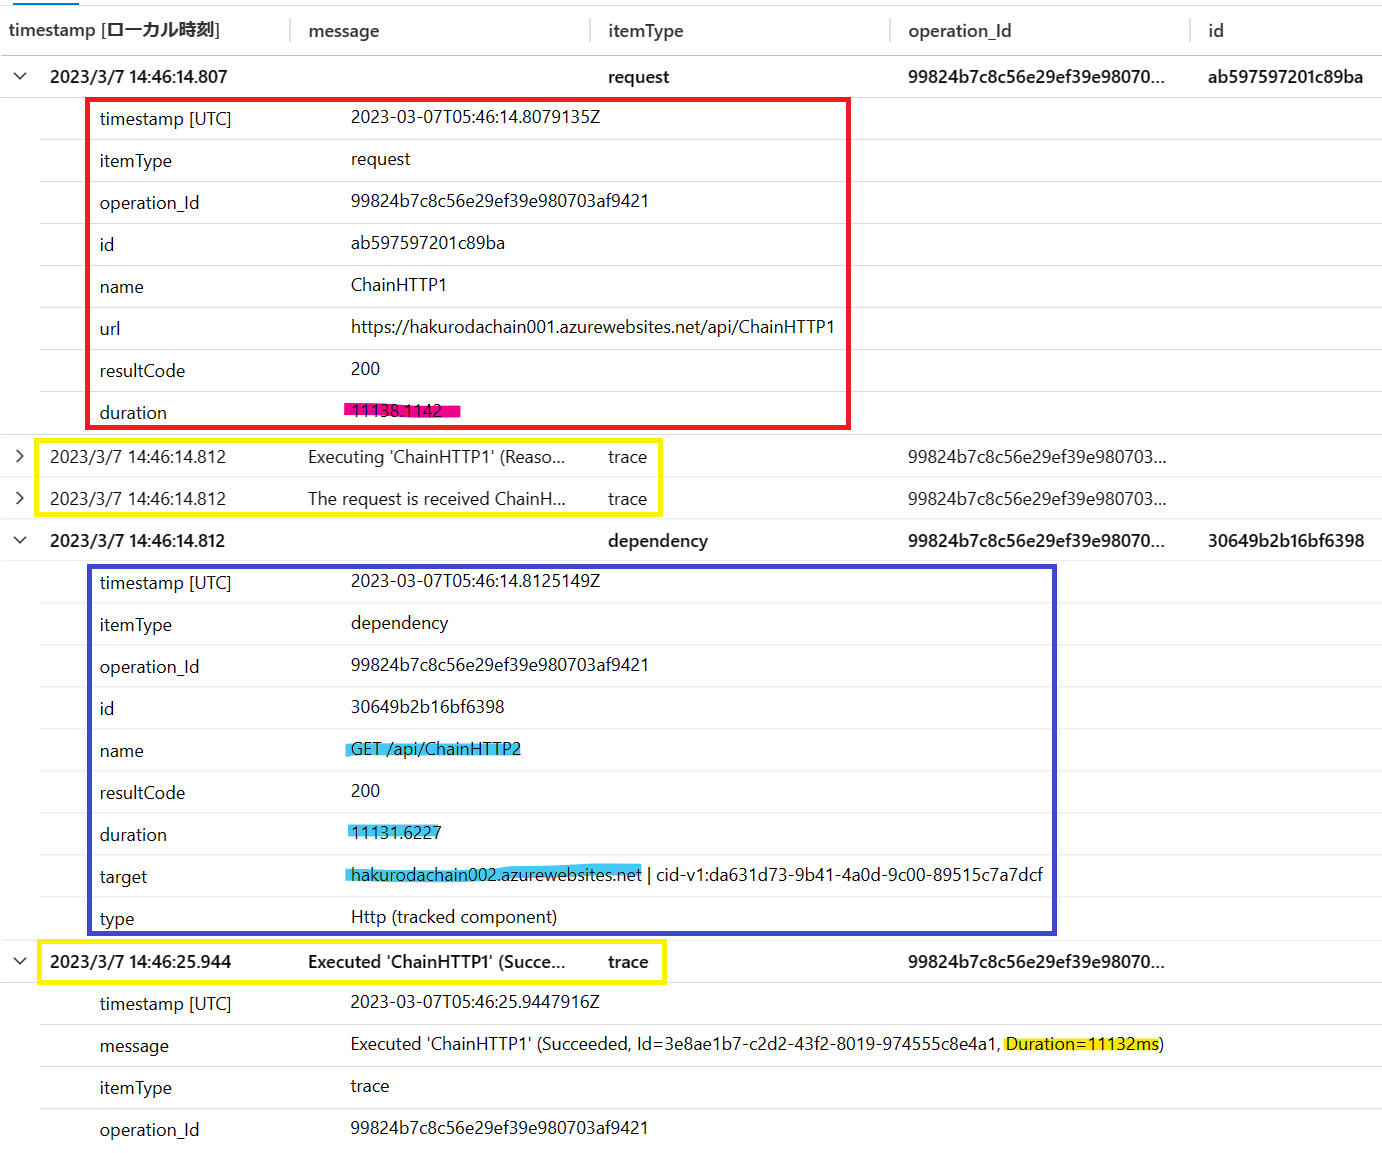 timestamp [ローカル時刻] message itemType operation_Id id
2023/3/7 14:46:14.807 request 99824b7c8c56e29ef39e98070... ab597597201c89ba
timestamp [UTC] 2023-03-07T05:46:14.8079135Z
itemType request
operation_Id 99824b7c8c56e29ef39e980703af9421
id ab597597201c89ba
name ChainHTTP1
url https://hakurodachain001.azurewebsites.net/api/ChainHTTP1
resultCode 200
duration 11138.1142
2023/3/7 14:46:14.812 Executing 'ChainHTTP1' (Reaso... trace 99824b7c8c56e29ef39e980703...
2023/3/7 14:46:14.812 The request is received ChainH... trace 99824b7c8c56e29ef39e980703...
2023/3/7 14:46:14.812 dependency 99824b7c8c56e29ef39e98070... 30649b2b16bf6398
timestamp [UTC] 2023-03-07T05:46:14.8125149Z
itemType dependency
operation_Id 99824b7c8c56e29ef39e980703af9421
id 30649b2b16bf6398
name GET /api/ChainHTTP2
resultCode 200
duration 11131.6227
target hakurodachain002.azurewebsites.net | cid-v1:da631d73-9b41-4a0d-9c00-89515c7a7dcf
type Http (tracked component)
2023/3/7 14:46:25.944 Executed 'ChainHTTP1' (Succe... trace 99824b7c8c56e29ef39e98070...
timestamp [UTC] 2023-03-07T05:46:25.9447916Z
message Executed 'ChainHTTP1' (Succeeded, Id=3e8ae1b7-c2d2-43f2-8019-974555c8e4a1, Duration=11132ms)
itemType trace
operation_Id 99824b7c8c56e29ef39e980703af9421